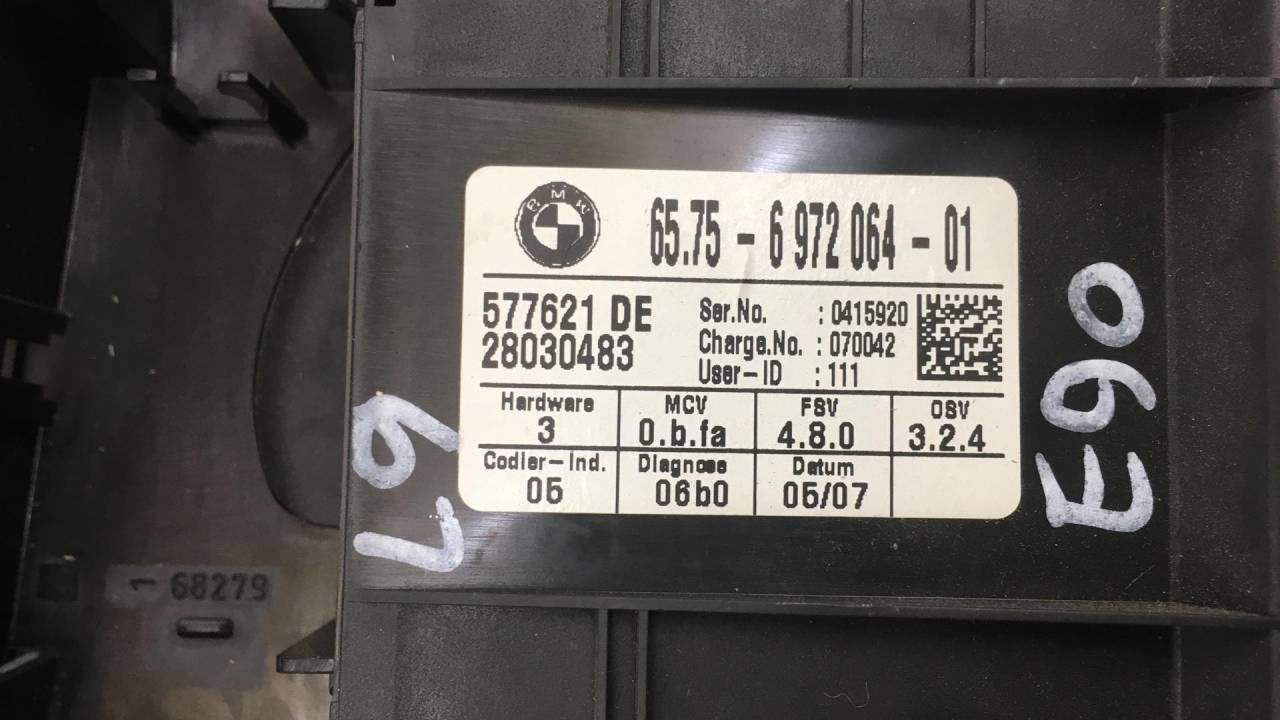 BMW
65.75 - 6 972 064 - 01
577621 DE
28030483
Ser.No. : 0415920
Charge.No. : 070042
User-ID : 111
Hardware MCV FSV OSV
3 0.b.fa 4.8.0 3.2.4
Codier-Ind. Diagnose Datum
05 06b0 05/07
E90
L9
1 68279